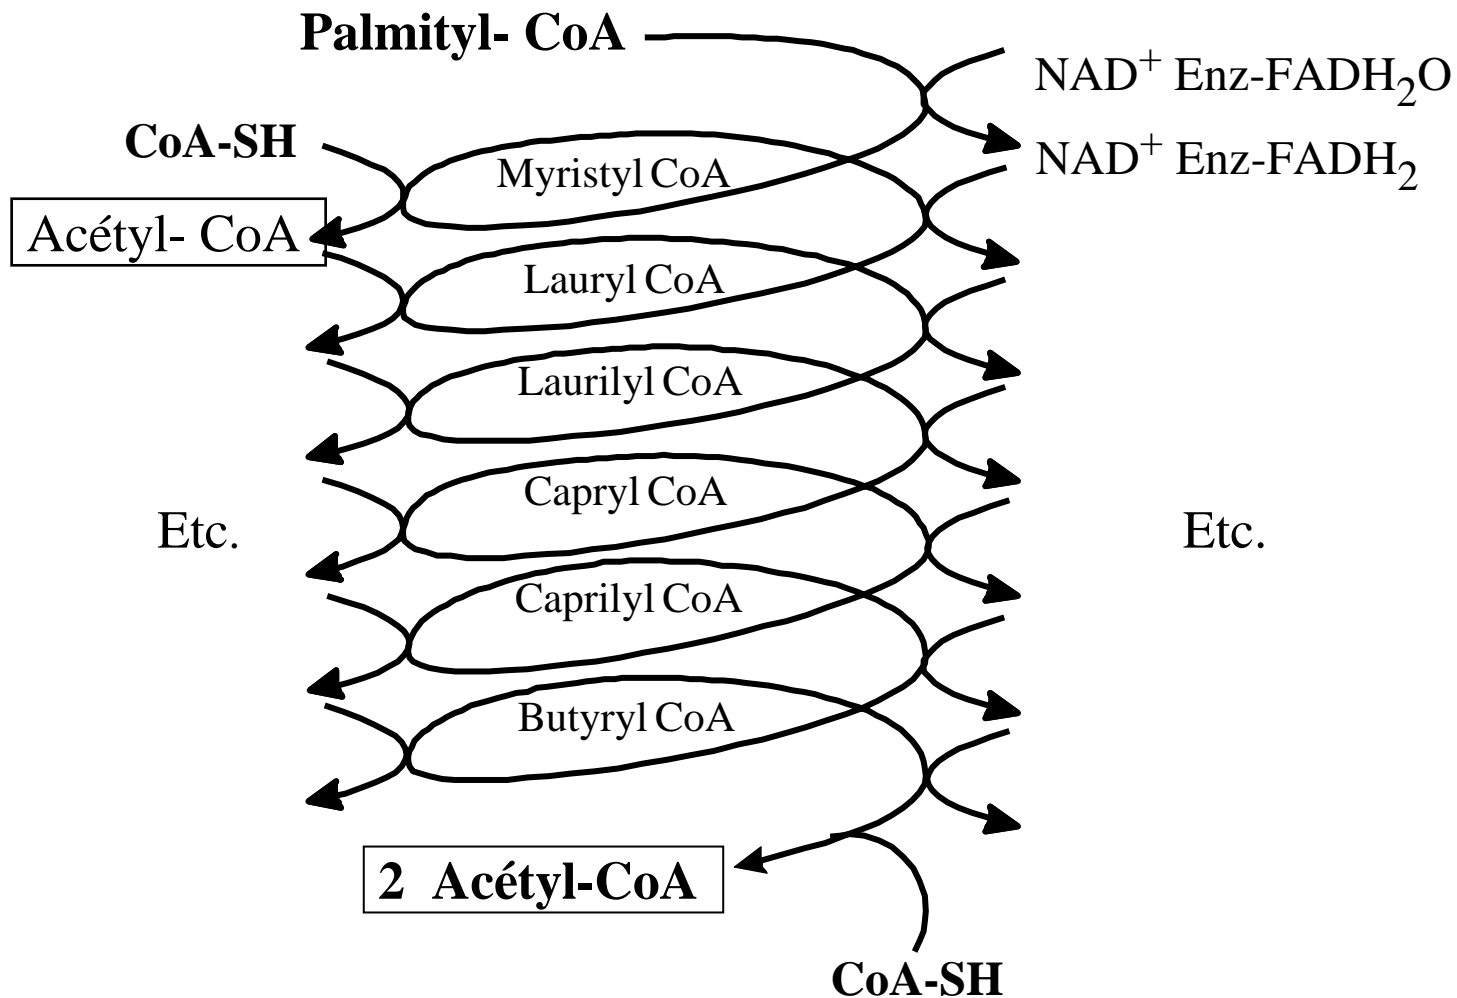 Palmityl- CoA
NAD+ Enz-FADH2O
CoA-SH
NAD+ Enz-FADH2
Myristyl CoA
Acétyl- CoA
Lauryl CoA
Laurilyl CoA
Capryl CoA
Etc.
Etc.
Caprilyl CoA
Butyryl CoA
2 Acétyl-CoA
CoA-SH